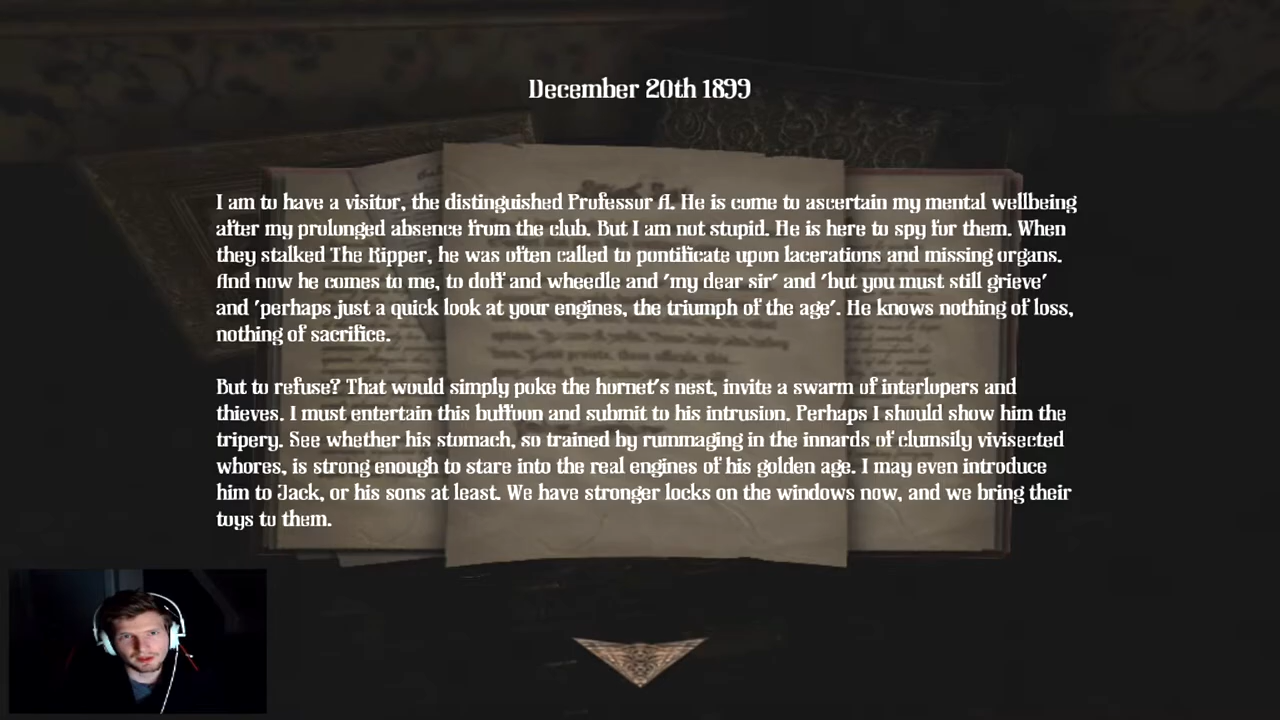 December 20th 1899
I am to have a visitor, the distinguished Professor A. He is come to ascertain my mental wellbeing
after my prolonged absence from the club. But I am not stupid. He is here to spy for them. When
they stalked The Ripper, he was often called to pontificate upon lacerations and missing organs.
And now he comes to me, to doff and wheedle and 'my dear sir' and 'but you must still grieve'
and 'perhaps just a quick look at your engines, the triumph of the age'. He knows nothing of loss,
nothing of sacrifice.
But to refuse? That would simply poke the hornet's nest, invite a swarm of interlopers and
thieves. I must entertain this buffoon and submit to his intrusion. Perhaps I should show him the
tripery. See whether his stomach, so trained by rummaging in the innards of clumsily vivisected
whores, is strong enough to stare into the real engines of his golden age. I may even introduce
him to Jack, or his sons at least. We have stronger locks on the windows now, and we bring their
toys to them.